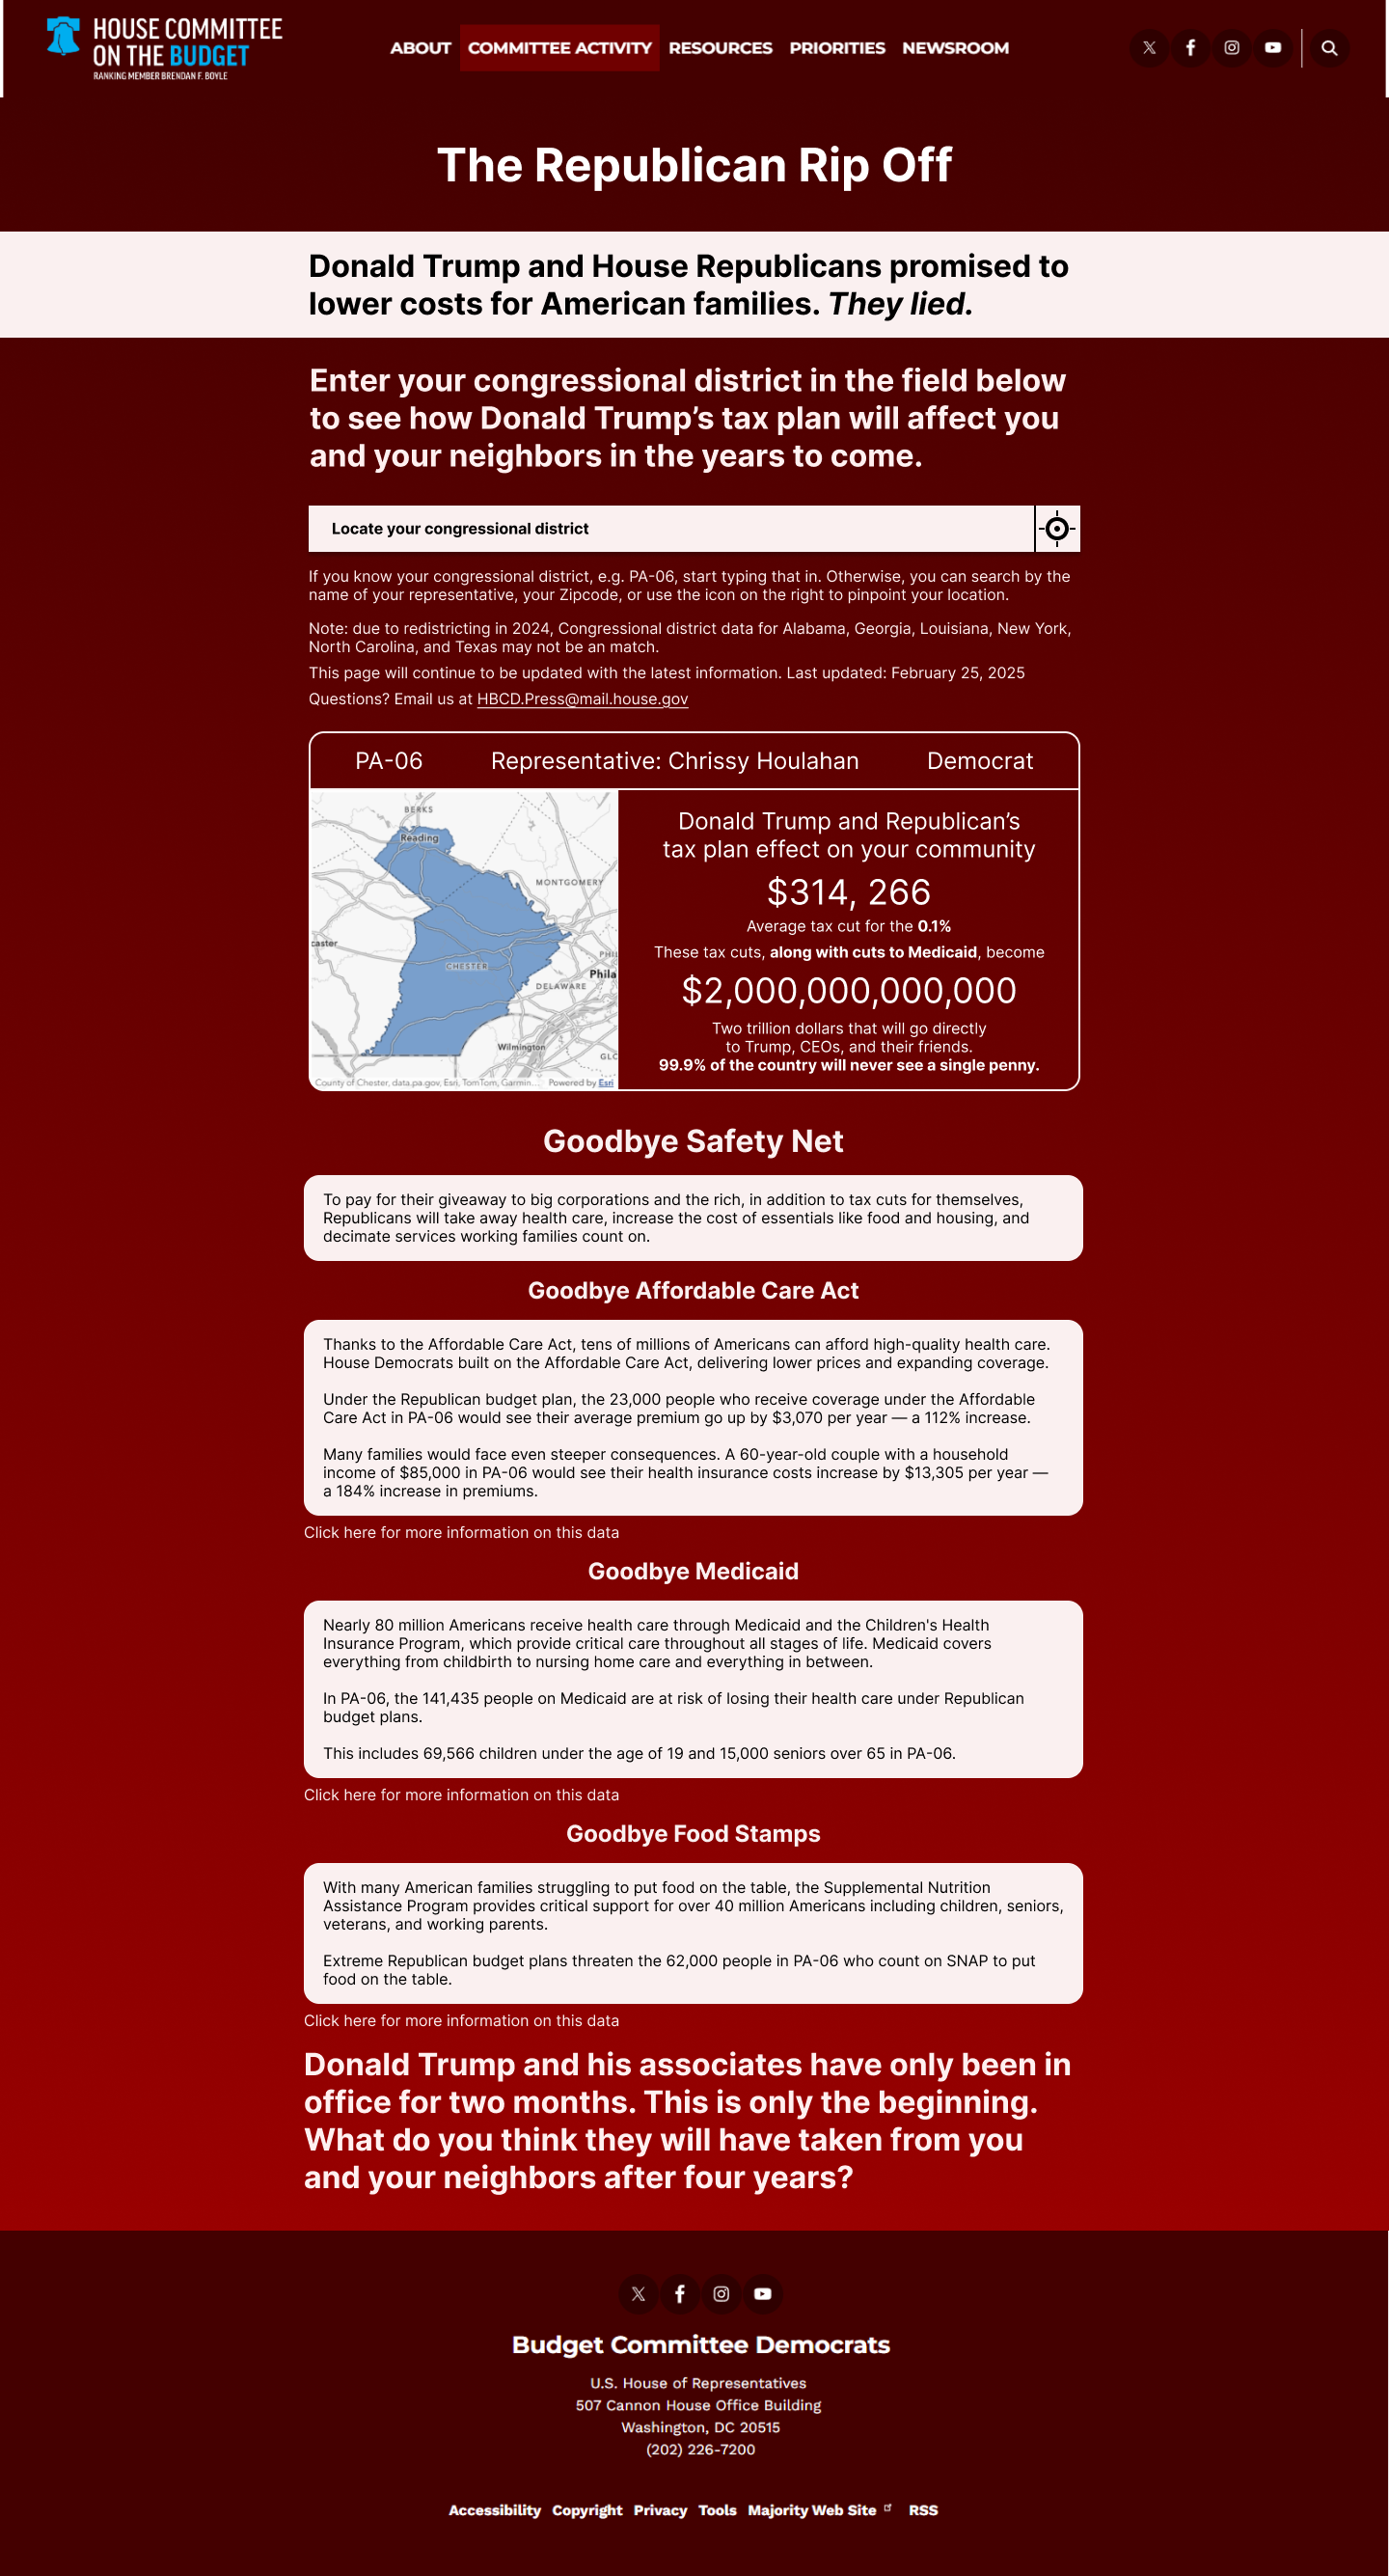 HOUSE COMMITTEE
ON THE BUDGET
RANKING MEMBER BRENDAN F. BOYLE
ABOUT COMMITTEE ACTIVITY RESOURCES PRIORITIES NEWSROOM
The Republican Rip Off
Donald Trump and House Republicans promised to
lower costs for American families. They lied.
Enter your congressional district in the field below
to see how Donald Trump’s tax plan will affect you
and your neighbors in the years to come.
Locate your congressional district
If you know your congressional district, e.g. PA-06, start typing that in. Otherwise, you can search by the
name of your representative, your Zipcode, or use the icon on the right to pinpoint your location.
Note: due to redistricting in 2024, Congressional district data for Alabama, Georgia, Louisiana, New York,
North Carolina, and Texas may not be an match.
This page will continue to be updated with the latest information. Last updated: February 25, 2025
Questions? Email us at HBCD.Press@mail.house.gov
PA-06 Representative: Chrissy Houlahan Democrat
BERKS
Reading
MONTGOMERY
caster
CHESTER
PHIL
Phila
DELAWARE
Wilmington
GLC
County of Chester, data.pa.gov, Esri, TomTom, Garmin... Powered by Esri
Donald Trump and Republican’s
tax plan effect on your community
$314, 266
Average tax cut for the 0.1%
These tax cuts, along with cuts to Medicaid, become
$2,000,000,000,000
Two trillion dollars that will go directly
to Trump, CEOs, and their friends.
99.9% of the country will never see a single penny.
Goodbye Safety Net
To pay for their giveaway to big corporations and the rich, in addition to tax cuts for themselves,
Republicans will take away health care, increase the cost of essentials like food and housing, and
decimate services working families count on.
Goodbye Affordable Care Act
Thanks to the Affordable Care Act, tens of millions of Americans can afford high-quality health care.
House Democrats built on the Affordable Care Act, delivering lower prices and expanding coverage.
Under the Republican budget plan, the 23,000 people who receive coverage under the Affordable
Care Act in PA-06 would see their average premium go up by $3,070 per year — a 112% increase.
Many families would face even steeper consequences. A 60-year-old couple with a household
income of $85,000 in PA-06 would see their health insurance costs increase by $13,305 per year —
a 184% increase in premiums.
Click here for more information on this data
Goodbye Medicaid
Nearly 80 million Americans receive health care through Medicaid and the Children's Health
Insurance Program, which provide critical care throughout all stages of life. Medicaid covers
everything from childbirth to nursing home care and everything in between.
In PA-06, the 141,435 people on Medicaid are at risk of losing their health care under Republican
budget plans.
This includes 69,566 children under the age of 19 and 15,000 seniors over 65 in PA-06.
Click here for more information on this data
Goodbye Food Stamps
With many American families struggling to put food on the table, the Supplemental Nutrition
Assistance Program provides critical support for over 40 million Americans including children, seniors,
veterans, and working parents.
Extreme Republican budget plans threaten the 62,000 people in PA-06 who count on SNAP to put
food on the table.
Click here for more information on this data
Donald Trump and his associates have only been in
office for two months. This is only the beginning.
What do you think they will have taken from you
and your neighbors after four years?
Budget Committee Democrats
U.S. House of Representatives
507 Cannon House Office Building
Washington, DC 20515
(202) 226-7200
Accessibility Copyright Privacy Tools Majority Web Site RSS